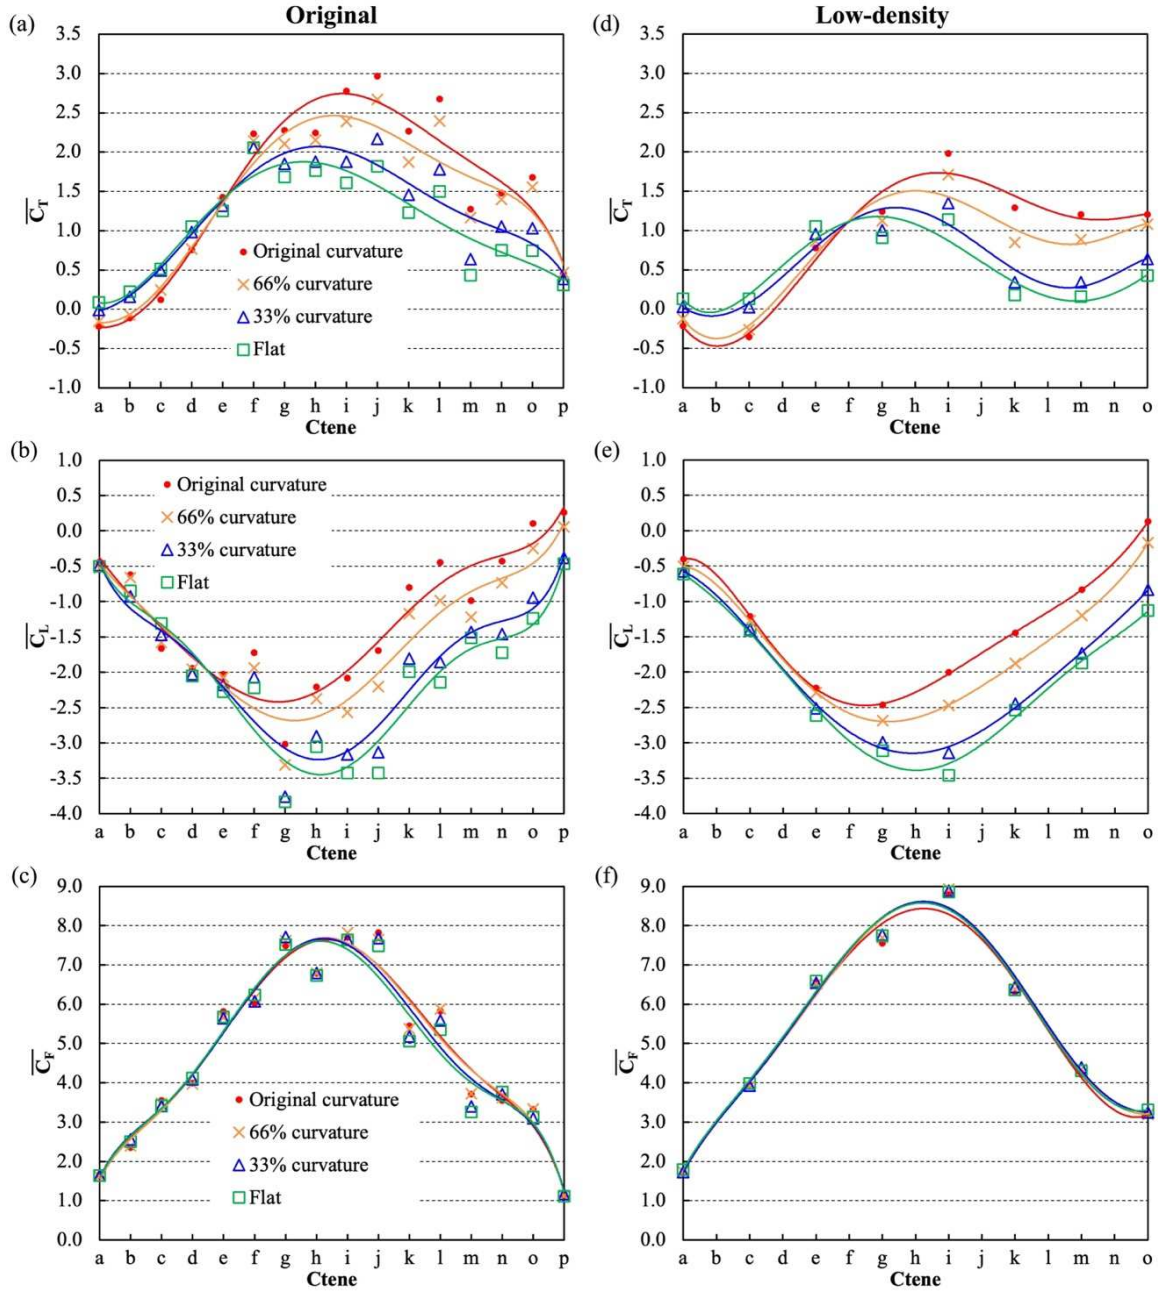 Original
(a)
3.5
3.0
2.5
2.0
1.5
1.0
0.5
0.0
-0.5
-1.0
C_T
Original curvature
66% curvature
33% curvature
Flat
a b c d e f g h i j k l m n o p
Ctene
Low-density
(d)
3.5
3.0
2.5
2.0
1.5
1.0
0.5
0.0
-0.5
-1.0
C_T
a b c d e f g h i j k l m n o
Ctene
(b)
1.0
0.5
0.0
-0.5
-1.0
-1.5
-2.0
-2.5
-3.0
-3.5
-4.0
C_L
Original curvature
66% curvature
33% curvature
Flat
a b c d e f g h i j k l m n o p
Ctene
(e)
1.0
0.5
0.0
-0.5
-1.0
-1.5
-2.0
-2.5
-3.0
-3.5
-4.0
C_L
a b c d e f g h i j k l m n o
Ctene
(c)
9.0
8.0
7.0
6.0
5.0
4.0
3.0
2.0
1.0
0.0
C_F
Original curvature
66% curvature
33% curvature
Flat
a b c d e f g h i j k l m n o p
Ctene
(f)
9.0
8.0
7.0
6.0
5.0
4.0
3.0
2.0
1.0
0.0
C_F
a b c d e f g h i j k l m n o
Ctene